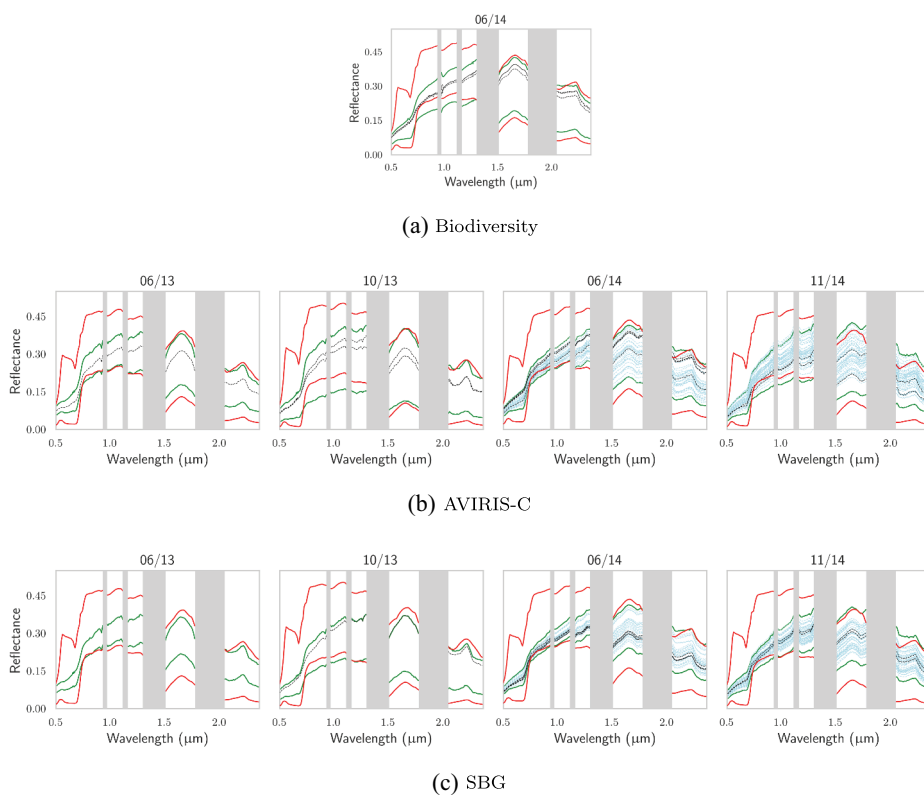 06/14
Reflectance
0.45
0.30
0.15
0.00
0.5 1.0 1.5 2.0
Wavelength (μm)
(a) Biodiversity
06/13 10/13 06/14 11/14
Reflectance
0.45
0.30
0.15
0.00
0.5 1.0 1.5 2.0 0.5 1.0 1.5 2.0 0.5 1.0 1.5 2.0 0.5 1.0 1.5 2.0
Wavelength (μm) Wavelength (μm) Wavelength (μm) Wavelength (μm)
(b) AVIRIS-C
06/13 10/13 06/14 11/14
Reflectance
0.45
0.30
0.15
0.00
0.5 1.0 1.5 2.0 0.5 1.0 1.5 2.0 0.5 1.0 1.5 2.0 0.5 1.0 1.5 2.0
Wavelength (μm) Wavelength (μm) Wavelength (μm) Wavelength (μm)
(c) SBG